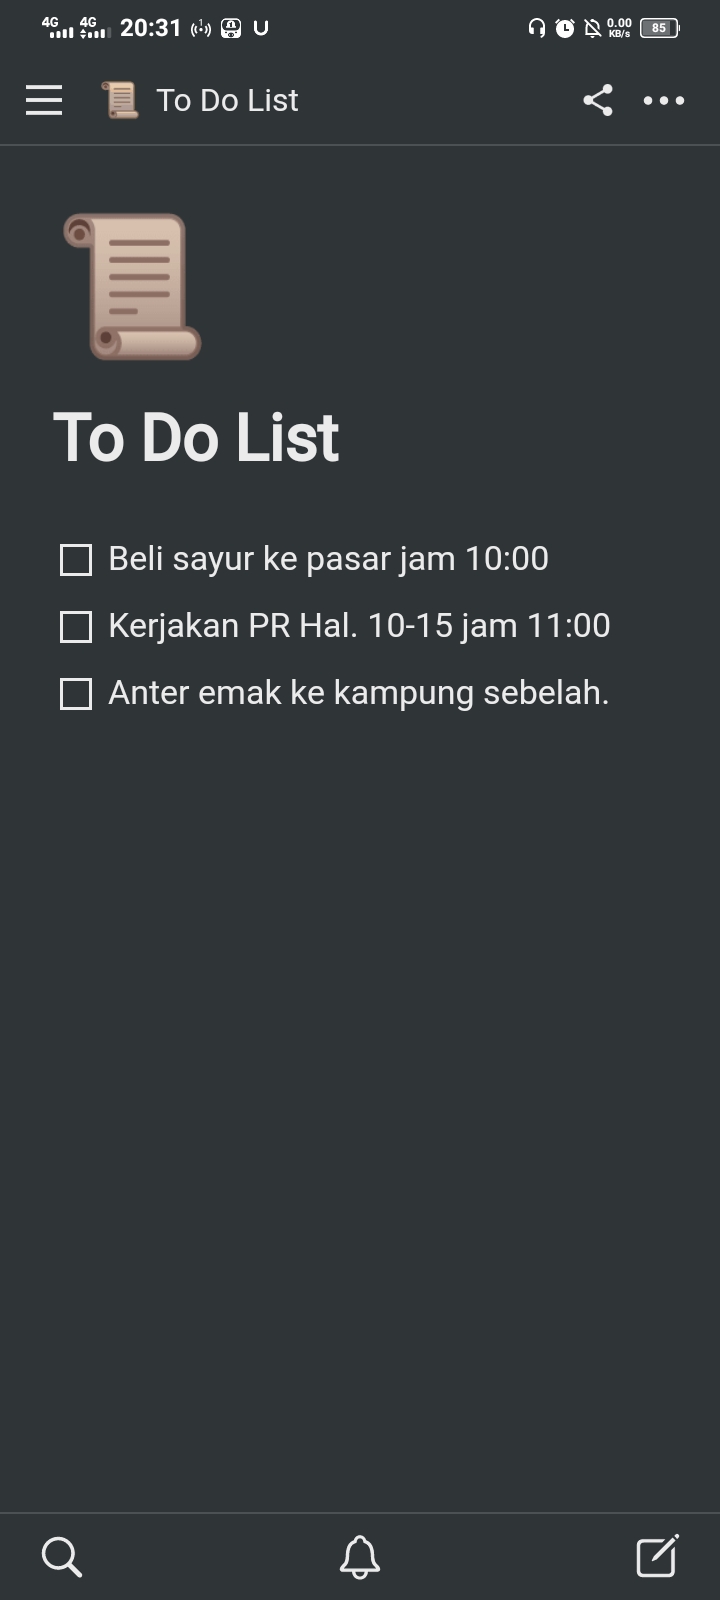 4G 4G 20:31 0.00 KB/s 85
To Do List
To Do List
Beli sayur ke pasar jam 10:00
Kerjakan PR Hal. 10-15 jam 11:00
Anter emak ke kampung sebelah.